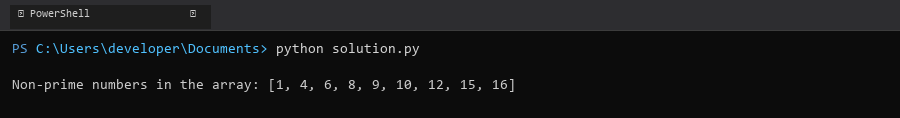 PowerShell
PS C:\Users\developer\Documents> python solution.py
Non-prime numbers in the array: [1, 4, 6, 8, 9, 10, 12, 15, 16]